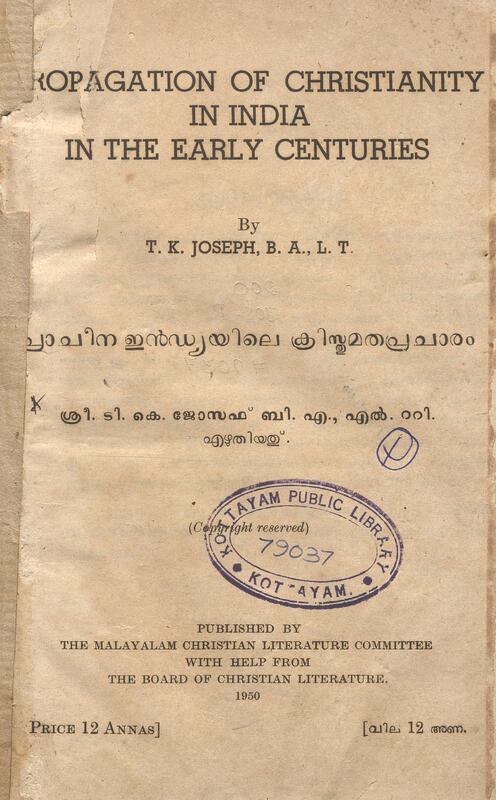 ROPAGATION OF CHRISTIANITY
IN INDIA
IN THE EARLY CENTURIES
By
T. K. JOSEPH, B. A., L. T.
പ്രാചീന ഇൻഡ്യയിലെ ക്രിസ്തുമതപ്രചാരം
ശ്രീ. ടി. കെ. ജോസഫ് ബി. എ., എൽ. ററി.
എഴുതിയതു്.
(Copyright reserved)
KOTTAYAM PUBLIC LIBRARY
79037
KOTTAYAM.
PUBLISHED BY
THE MALAYALAM CHRISTIAN LITERATURE COMMITTEE
WITH HELP FROM
THE BOARD OF CHRISTIAN LITERATURE.
1950
PRICE 12 ANNAS]
[വില 12 അണ.